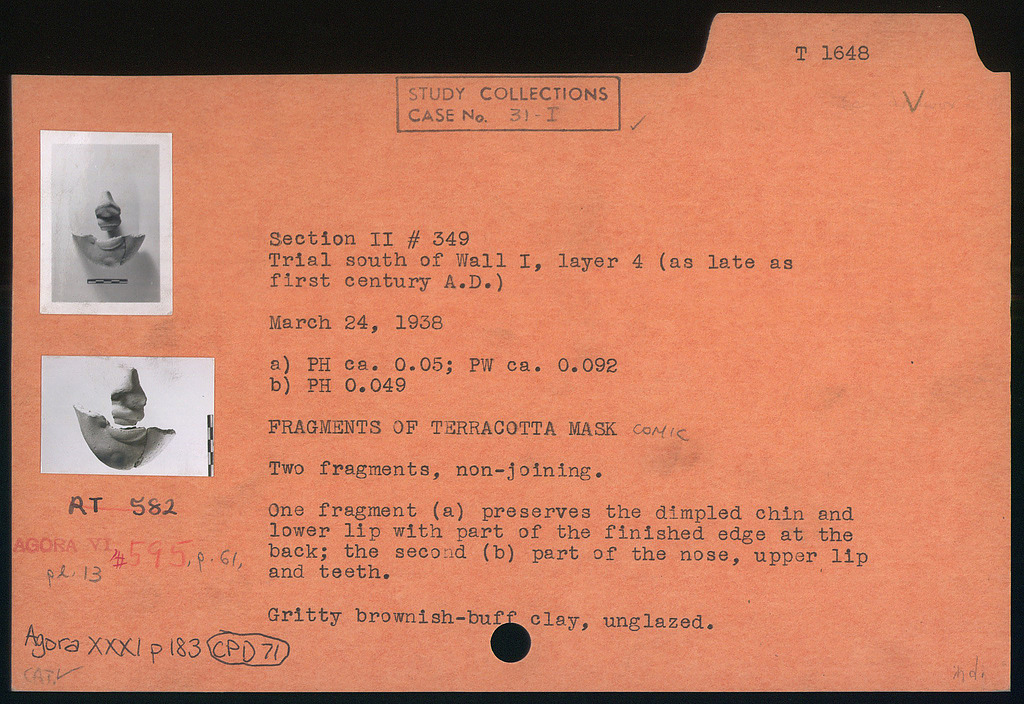 T 1648
STUDY COLLECTIONS
CASE No. 31-I ✓
V
Section II # 349
Trial south of Wall I, layer 4 (as late as
first century A.D.)
March 24, 1938
a) PH ca. 0.05; PW ca. 0.092
b) PH 0.049
FRAGMENTS OF TERRACOTTA MASK COMIC
Two fragments, non-joining.
One fragment (a) preserves the dimpled chin and
lower lip with part of the finished edge at the
back; the second (b) part of the nose, upper lip
and teeth.
Gritty brownish-buff clay, unglazed.
AT 582
AGORA VI, #595, p. 61,
pl. 13
Agora XXXI p 183 CPD 71
CAT. ✓